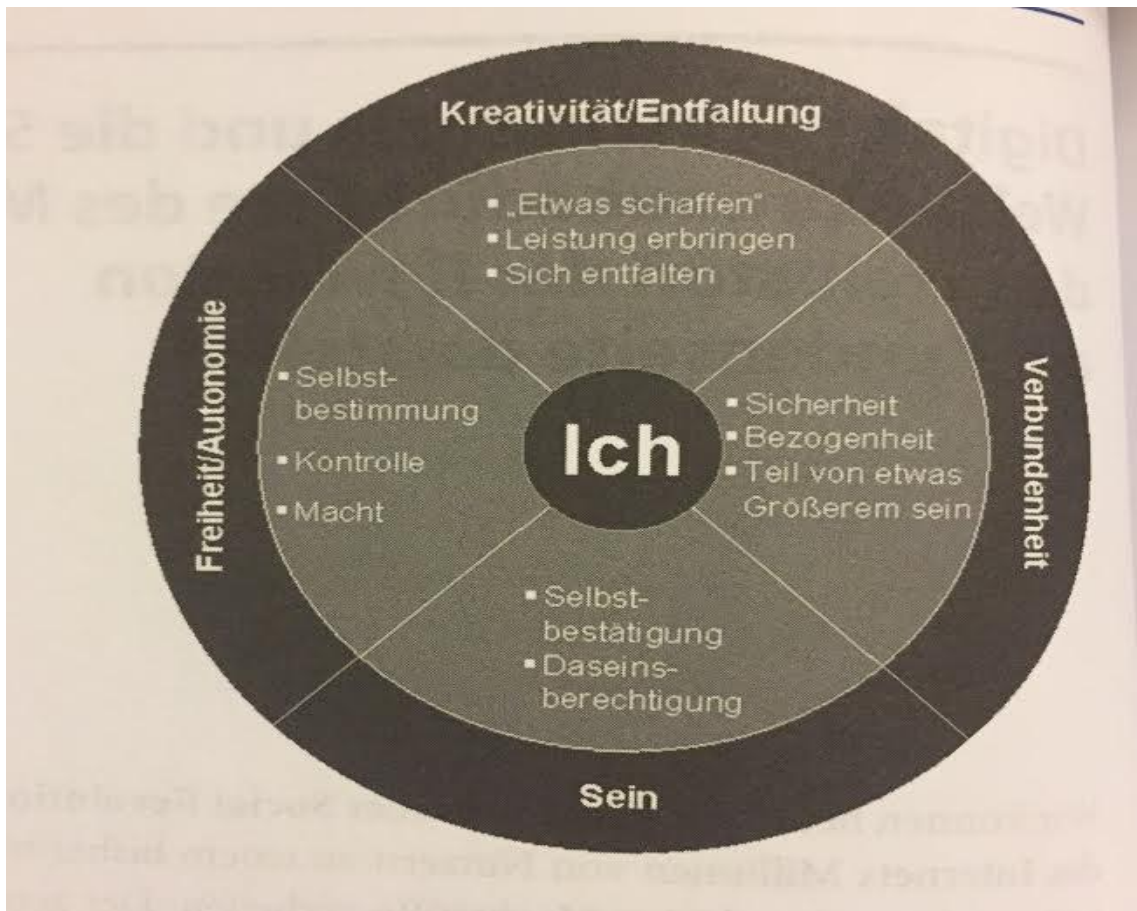 Kreativität/Entfaltung
▪ „Etwas schaffen“
▪ Leistung erbringen
▪ Sich entfalten
Freiheit/Autonomie
▪ Selbst-
bestimmung
▪ Kontrolle
▪ Macht
Ich
▪ Sicherheit
▪ Bezogenheit
▪ Teil von etwas
Größerem sein
Verbundenheit
▪ Selbst-
bestätigung
▪ Daseins-
berechtigung
Sein